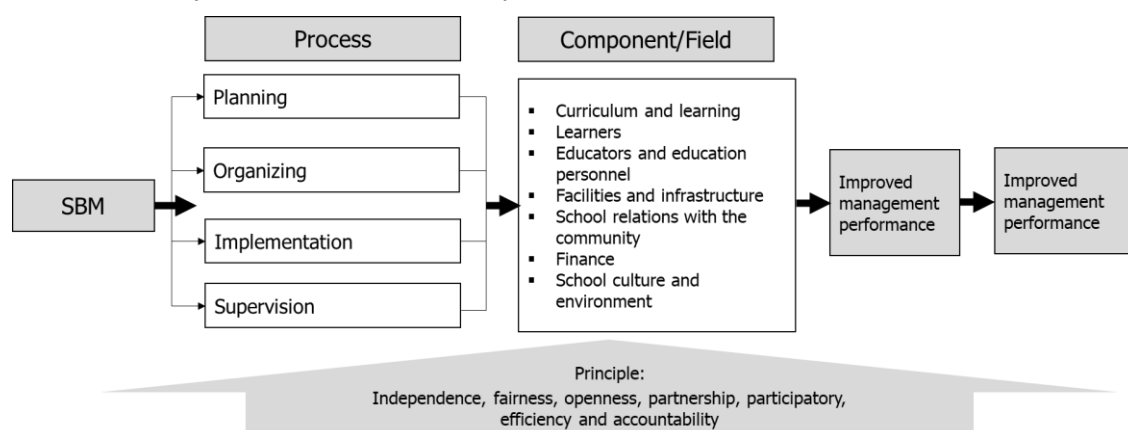 Process
Component/Field
SBM
Planning
Organizing
Implementation
Supervision
▪ Curriculum and learning
▪ Learners
▪ Educators and education
personnel
▪ Facilities and infrastructure
▪ School relations with the
community
▪ Finance
▪ School culture and
environment
Improved
management
performance
Improved
management
performance
Principle:
Independence, fairness, openness, partnership, participatory,
efficiency and accountability